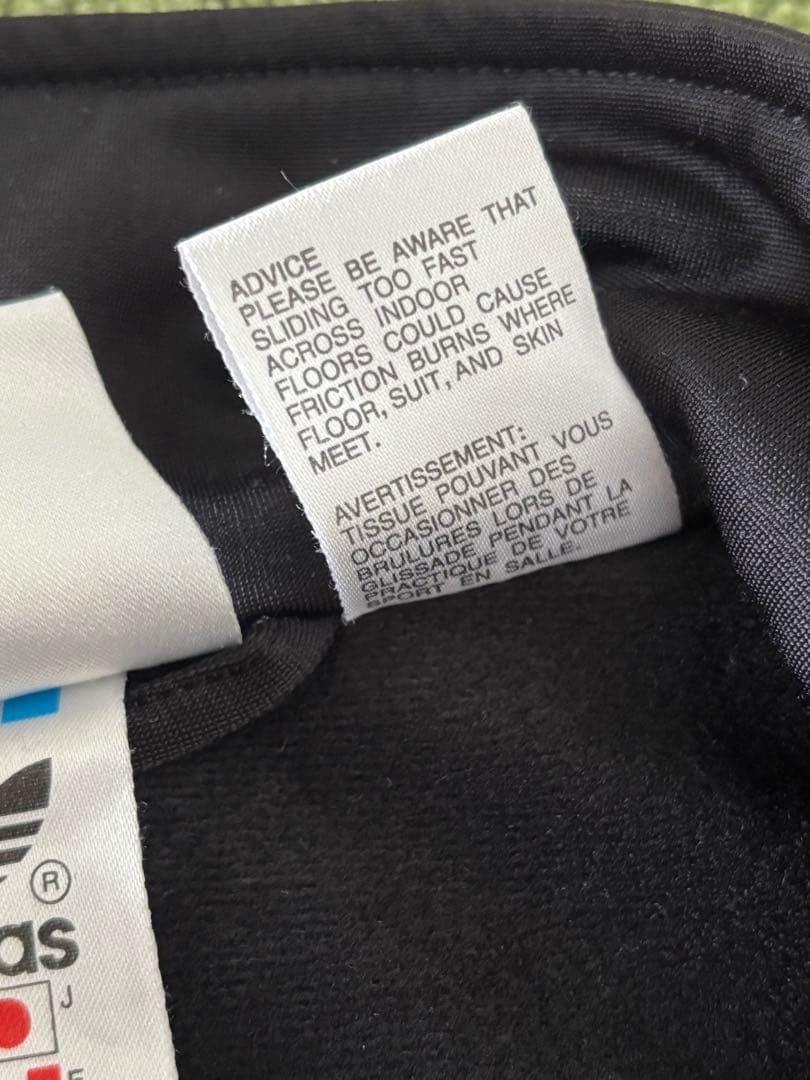 ADVICE
PLEASE BE AWARE THAT
SLIDING TOO FAST
ACROSS INDOOR
FLOORS COULD CAUSE
FRICTION BURNS WHERE
FLOOR, SUIT, AND SKIN
MEET.
AVERTISSEMENT:
TISSUE POUVANT VOUS
OCCASIONNER DES
BRULURES LORS DE
GLISSADE PENDANT LA
PRACTIQUE DE VOTRE
SPORT EN SALLE.
®
as
J
F